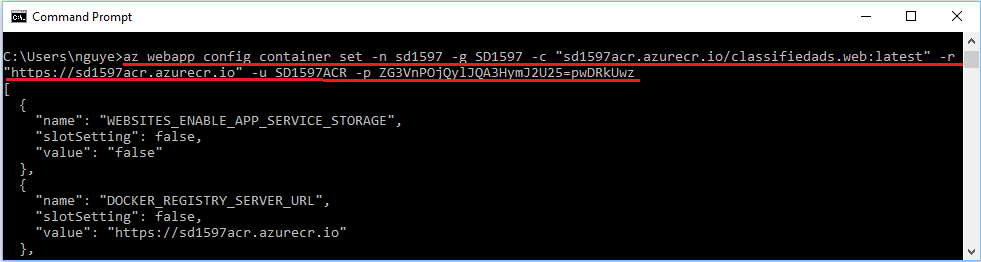 Command Prompt
C:\Users\nguye>az webapp config container set -n sd1597 -g SD1597 -c "sd1597acr.azurecr.io/classifiedads.web:latest" -r
"https://sd1597acr.azurecr.io" -u SD1597ACR -p ZG3VnPOjQylJQA3HymJ2U25=pwDRkUwz
[
  {
    "name": "WEBSITES_ENABLE_APP_SERVICE_STORAGE",
    "slotSetting": false,
    "value": "false"
  },
  {
    "name": "DOCKER_REGISTRY_SERVER_URL",
    "slotSetting": false,
    "value": "https://sd1597acr.azurecr.io"
  },